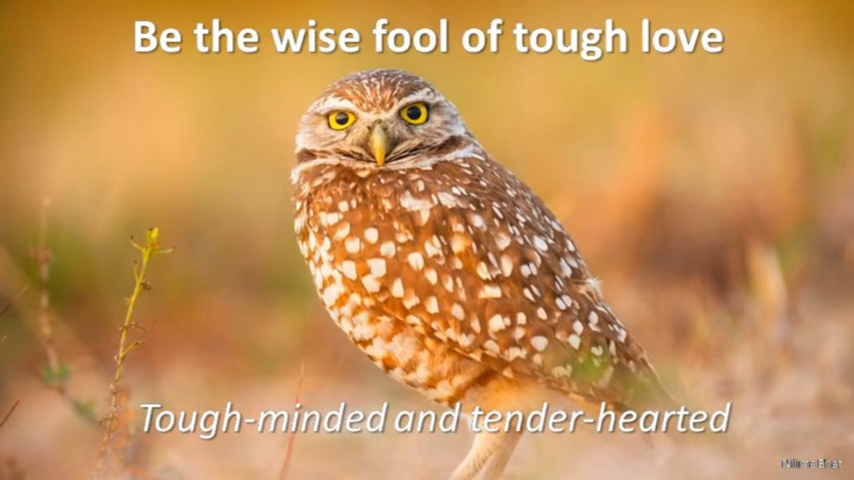 Be the wise fool of tough love
Tough-minded and tender-hearted